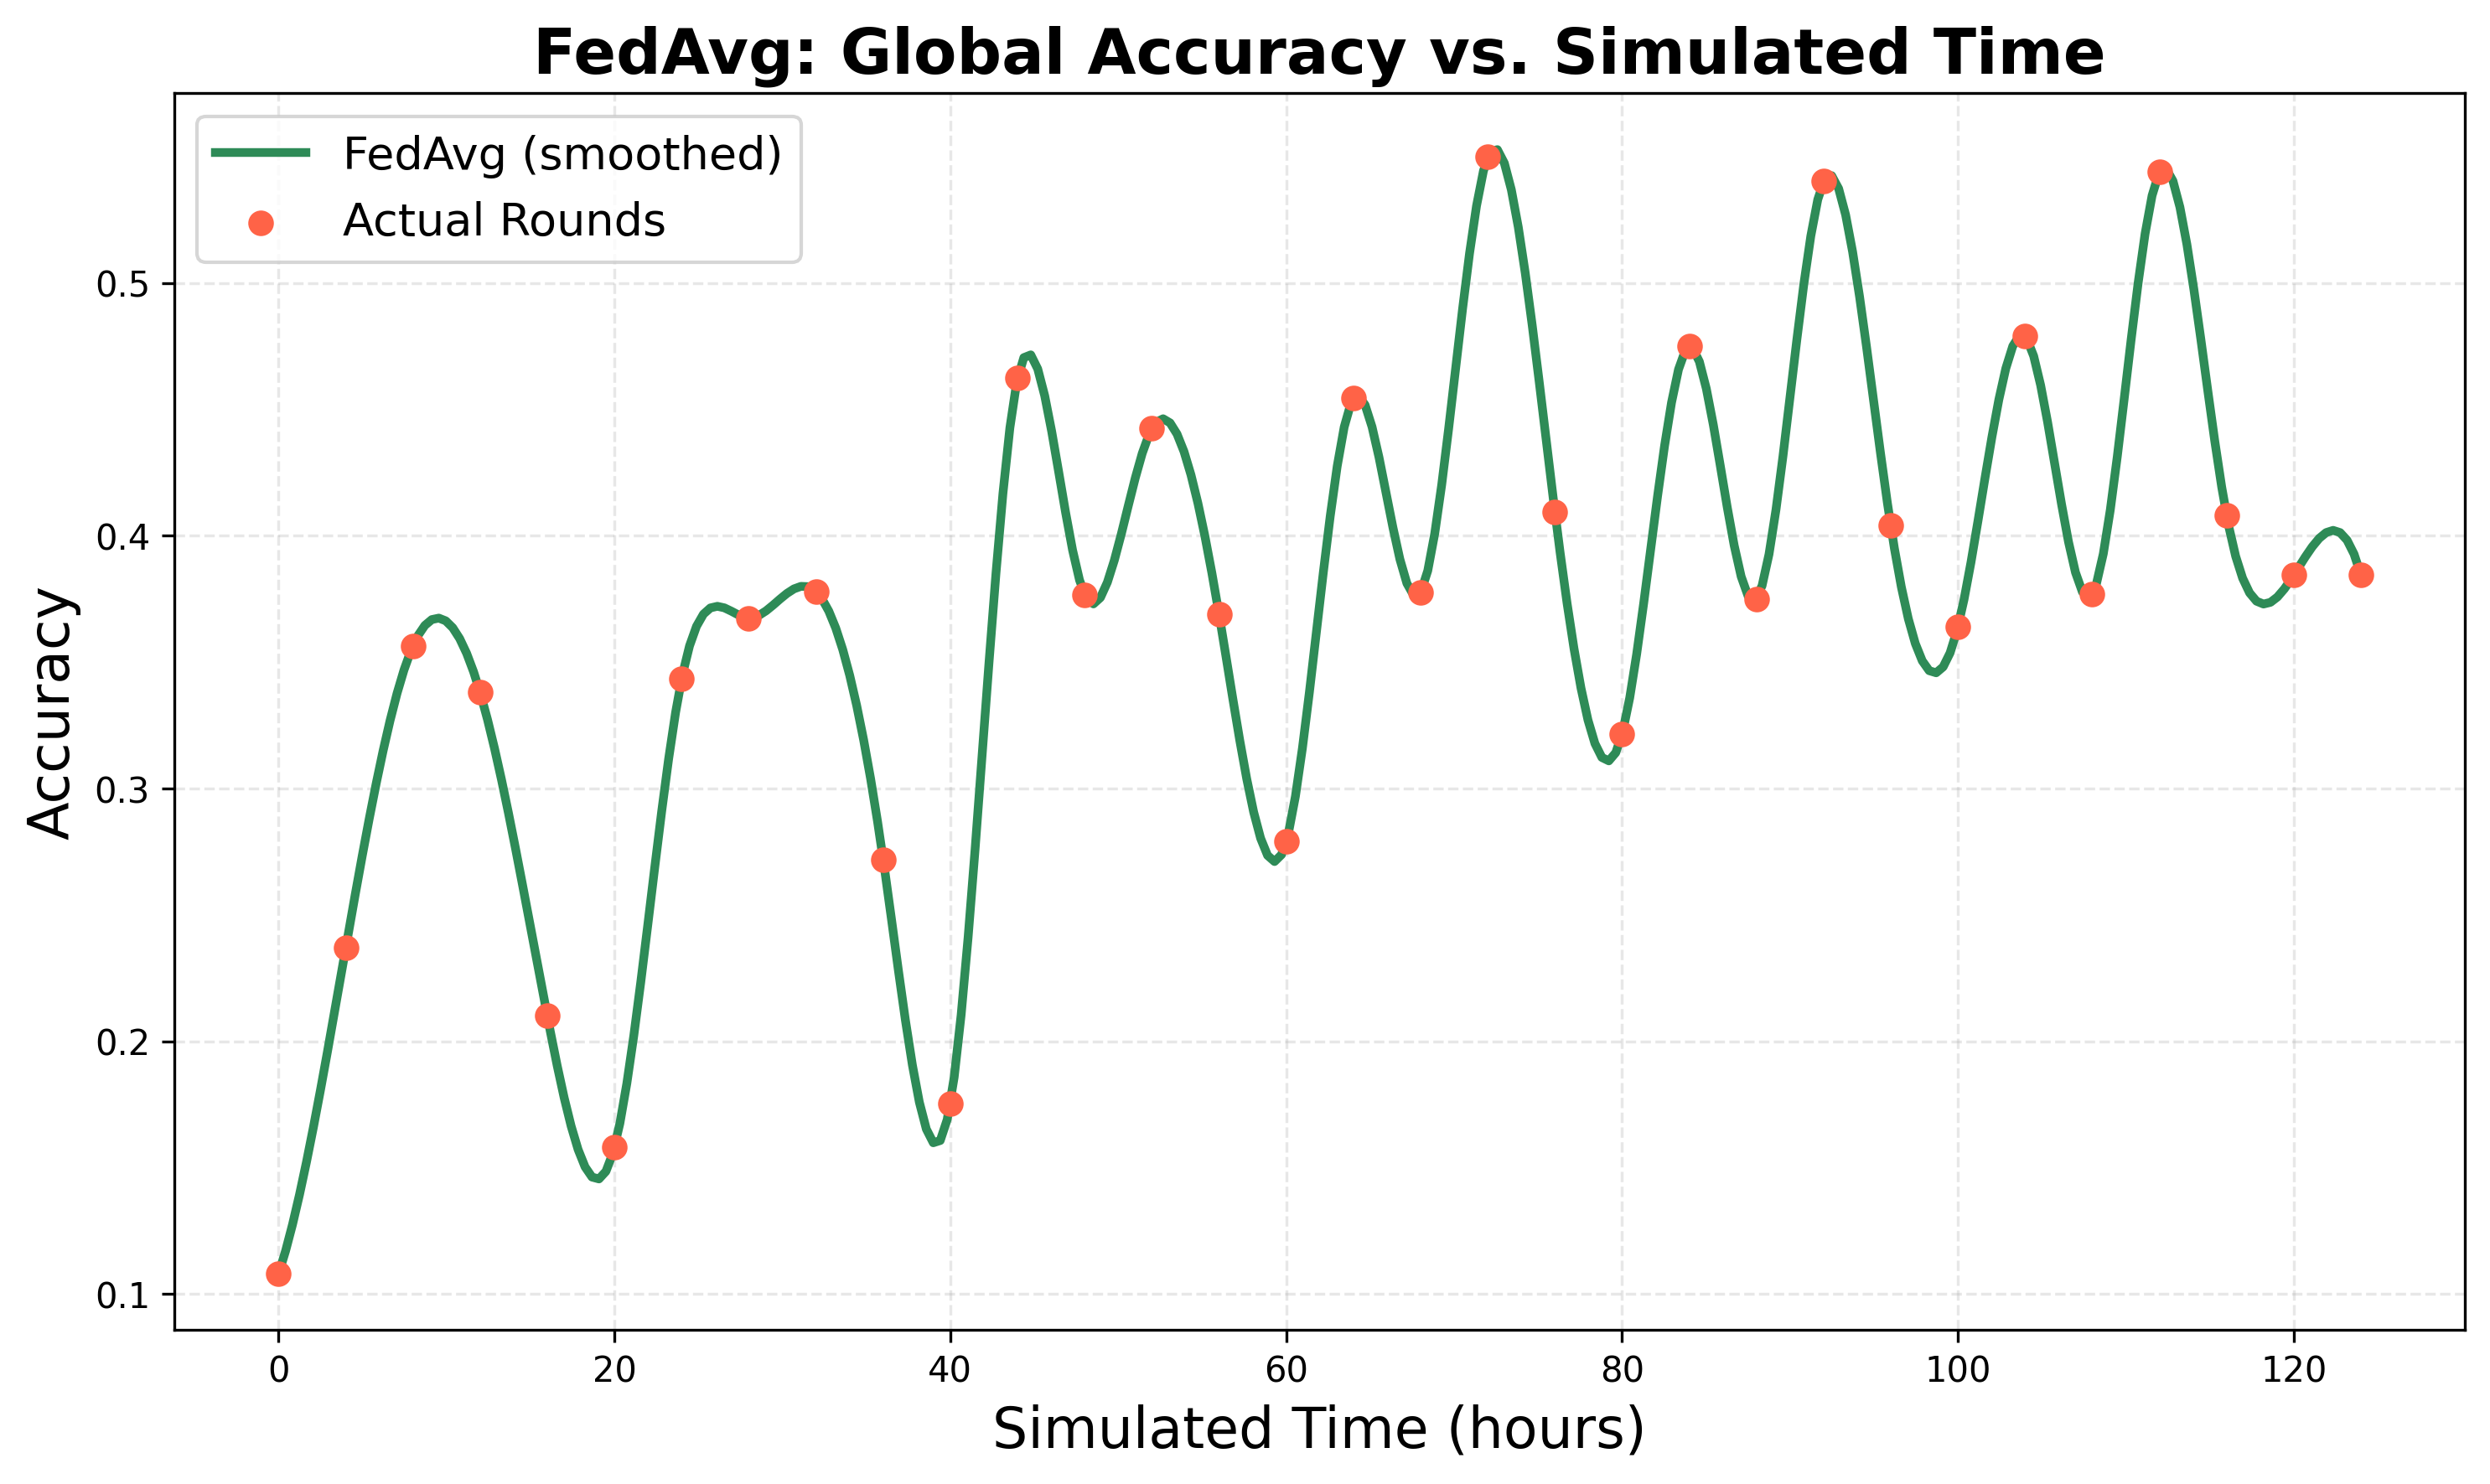 FedAvg: Global Accuracy vs. Simulated Time
FedAvg (smoothed)
Actual Rounds
Accuracy
0.5
0.4
0.3
0.2
0.1
0 20 40 60 80 100 120
Simulated Time (hours)